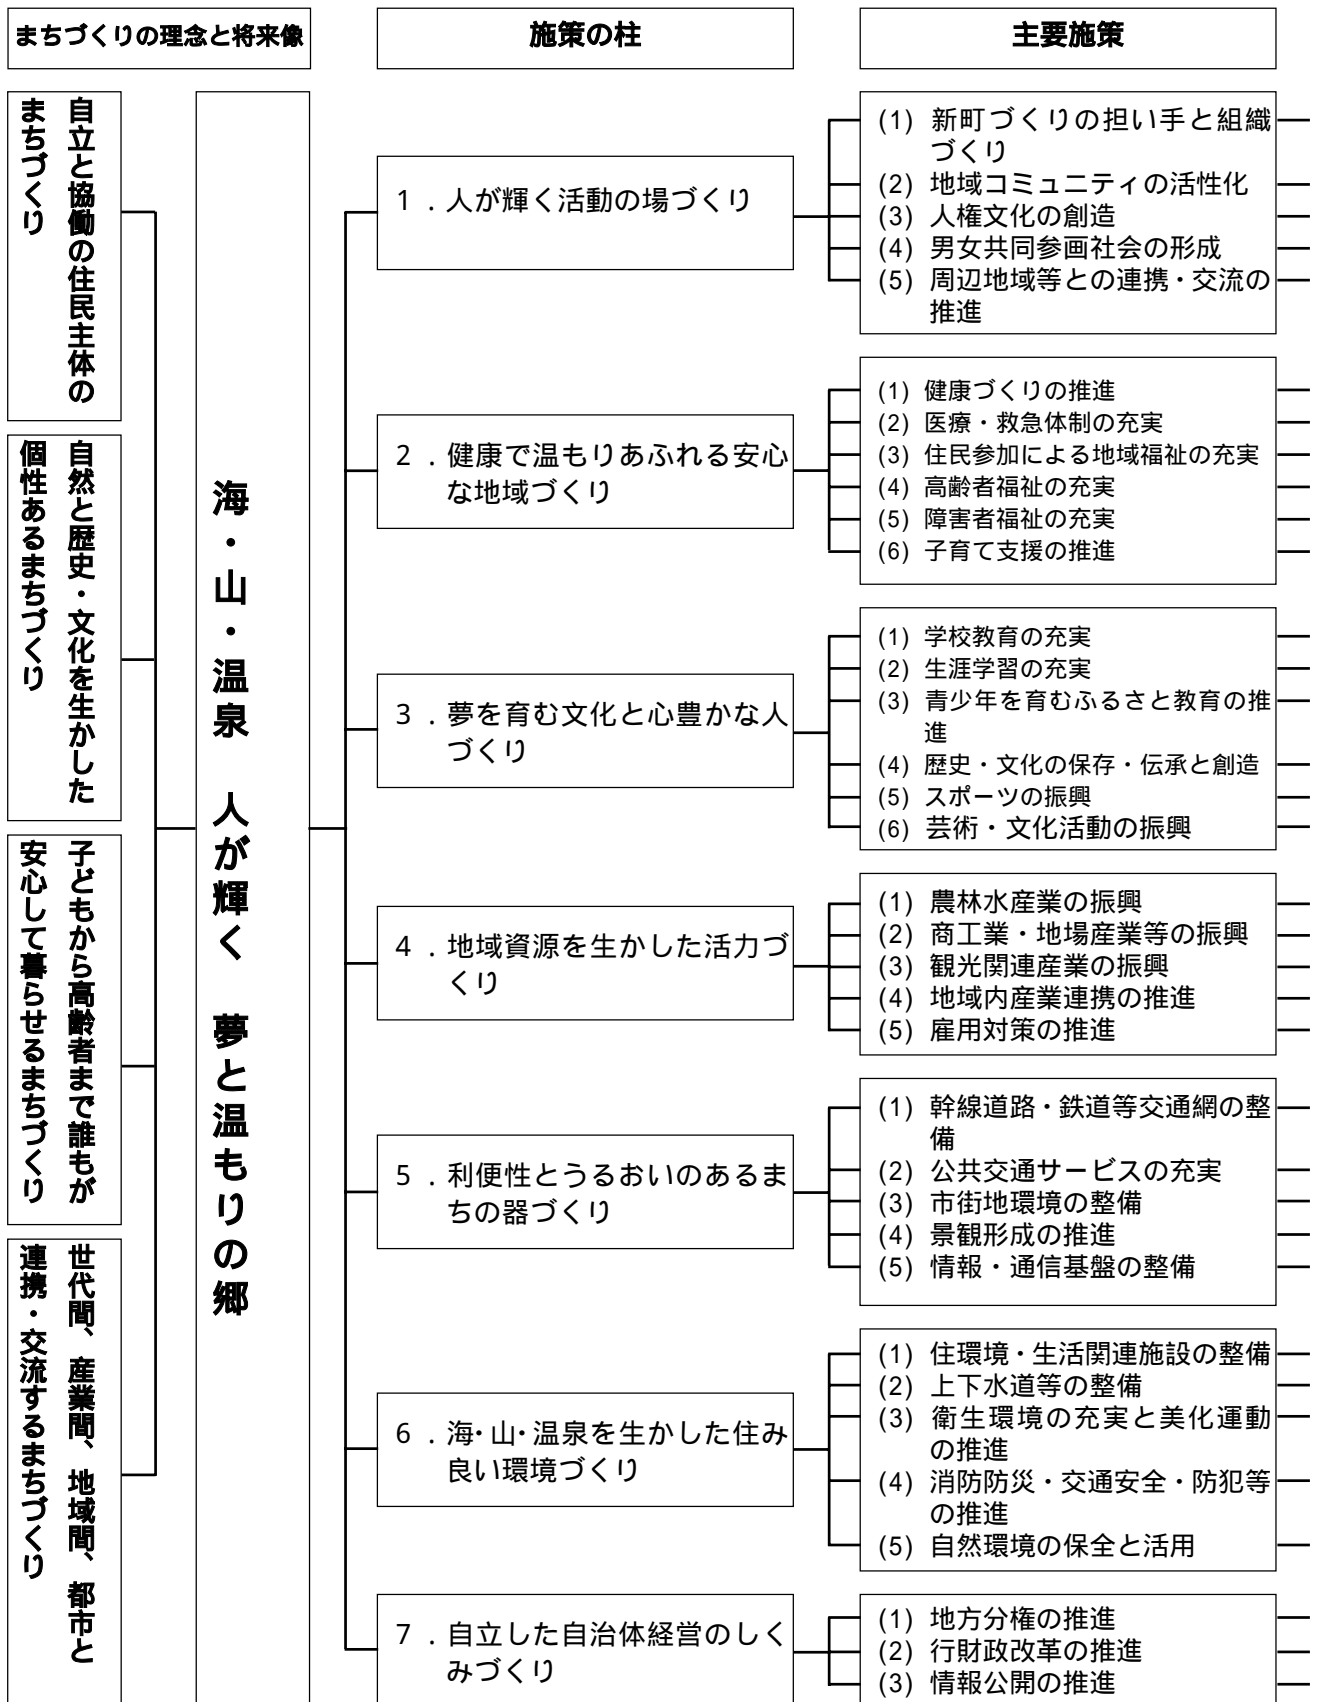 まちづくりの理念と将来像
施策の柱
主要施策
自立と協働の住民主体の
まちづくり
自然と歴史・文化を生かした
個性あるまちづくり
子どもから高齢者まで誰もが
安心して暮らせるまちづくり
世代間、産業間、地域間、都市と
連携・交流するまちづくり
海・山・温泉　人が輝く　夢と温もりの郷
1．人が輝く活動の場づくり
(1) 新町づくりの担い手と組織
づくり
(2) 地域コミュニティの活性化
(3) 人権文化の創造
(4) 男女共同参画社会の形成
(5) 周辺地域等との連携・交流の
推進
2．健康で温もりあふれる安心
な地域づくり
(1) 健康づくりの推進
(2) 医療・救急体制の充実
(3) 住民参加による地域福祉の充実
(4) 高齢者福祉の充実
(5) 障害者福祉の充実
(6) 子育て支援の推進
3．夢を育む文化と心豊かな人
づくり
(1) 学校教育の充実
(2) 生涯学習の充実
(3) 青少年を育むふるさと教育の推
進
(4) 歴史・文化の保存・伝承と創造
(5) スポーツの振興
(6) 芸術・文化活動の振興
4．地域資源を生かした活力づ
くり
(1) 農林水産業の振興
(2) 商工業・地場産業等の振興
(3) 観光関連産業の振興
(4) 地域内産業連携の推進
(5) 雇用対策の推進
5．利便性とうるおいのあるま
ちの器づくり
(1) 幹線道路・鉄道等交通網の整
備
(2) 公共交通サービスの充実
(3) 市街地環境の整備
(4) 景観形成の推進
(5) 情報・通信基盤の整備
6．海・山・温泉を生かした住み
良い環境づくり
(1) 住環境・生活関連施設の整備
(2) 上下水道等の整備
(3) 衛生環境の充実と美化運動
の推進
(4) 消防防災・交通安全・防犯等
の推進
(5) 自然環境の保全と活用
7．自立した自治体経営のしく
みづくり
(1) 地方分権の推進
(2) 行財政改革の推進
(3) 情報公開の推進